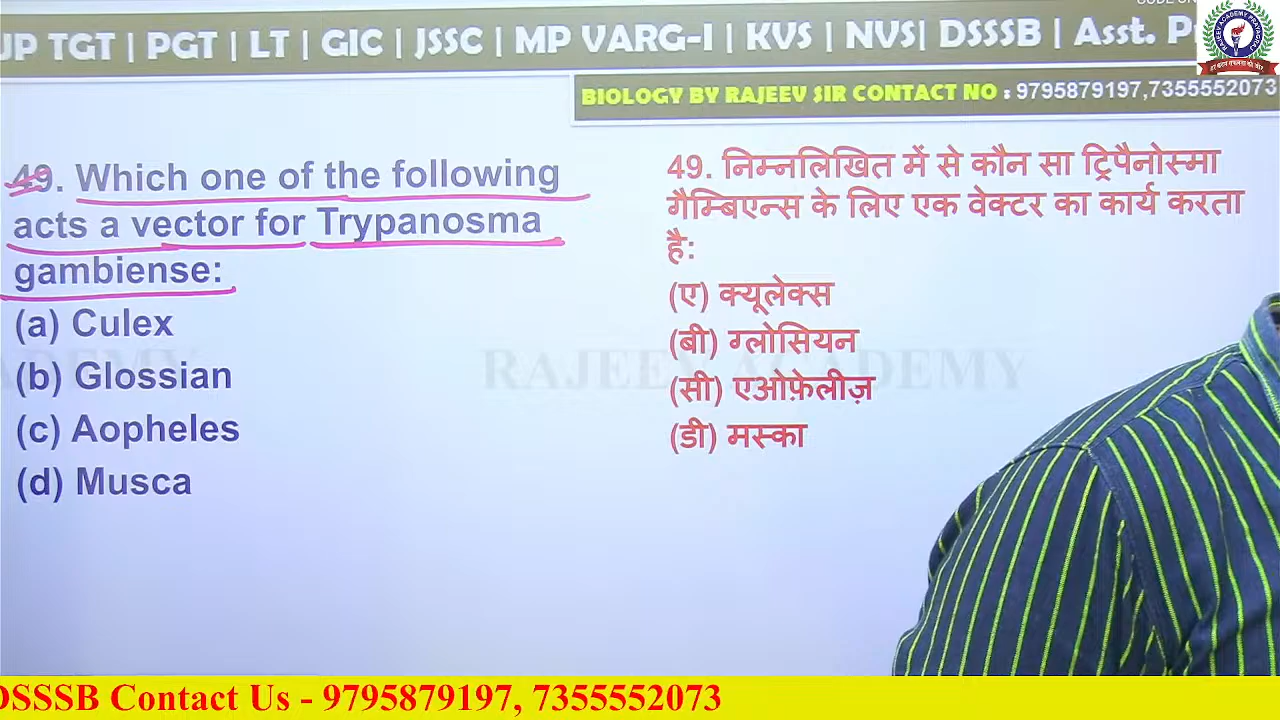 JP TGT | PGT | LT | GIC | JSSC | MP VARG-I | KVS | NVS| DSSSB | Asst. P
BIOLOGY BY RAJEEV SIR CONTACT NO : 9795879197,7355552073
49. Which one of the following
acts a vector for Trypanosma
gambiense:
(a) Culex
(b) Glossian
(c) Aopheles
(d) Musca
49. निम्नलिखित में से कौन सा ट्रिपैनोस्मा
गैम्बिएन्स के लिए एक वेक्टर का कार्य करता
है:
(ए) क्यूलेक्स
(बी) ग्लोसियन
(सी) एओफ़ेलीज़
(डी) मस्का
RAJEEV ACADEMY
DSSSB Contact Us - 9795879197, 7355552073